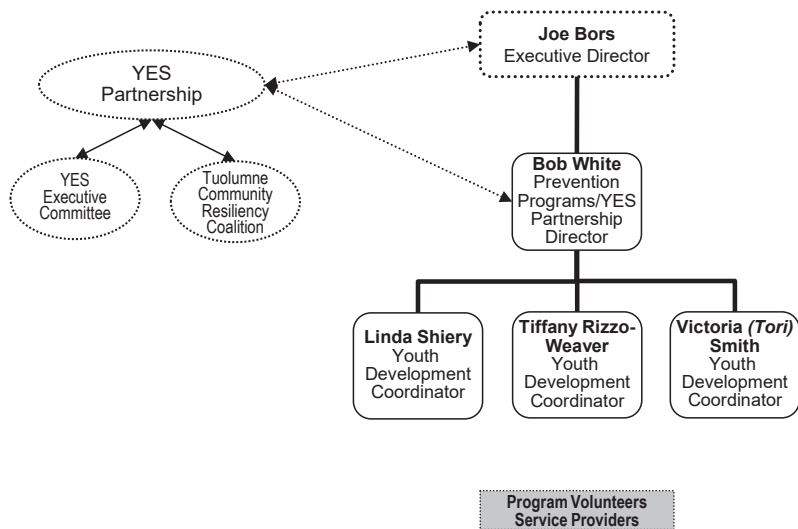 Joe Bors
Executive Director
YES
Partnership
YES
Executive
Committee
Tuolumne
Community
Resiliency
Coalition
Bob White
Prevention
Programs/YES
Partnership
Director
Linda Shiery
Youth
Development
Coordinator
Tiffany Rizzo-
Weaver
Youth
Development
Coordinator
Victoria (Tori)
Smith
Youth
Development
Coordinator
Program Volunteers
Service Providers